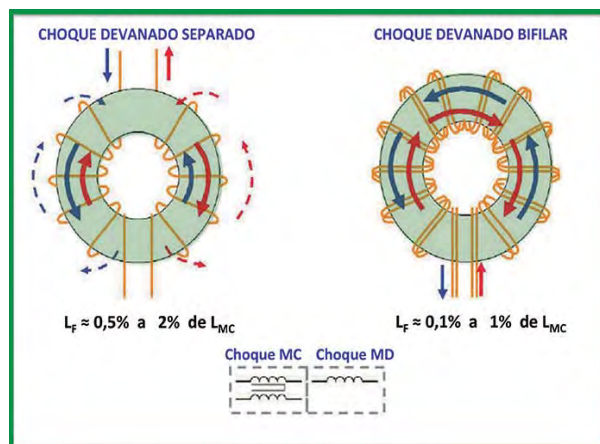 CHOQUE DEVANADO SEPARADO
CHOQUE DEVANADO BIFILAR
LF ≈ 0,5% a 2% de LMC
LF ≈ 0,1% a 1% de LMC
Choque MC
Choque MD